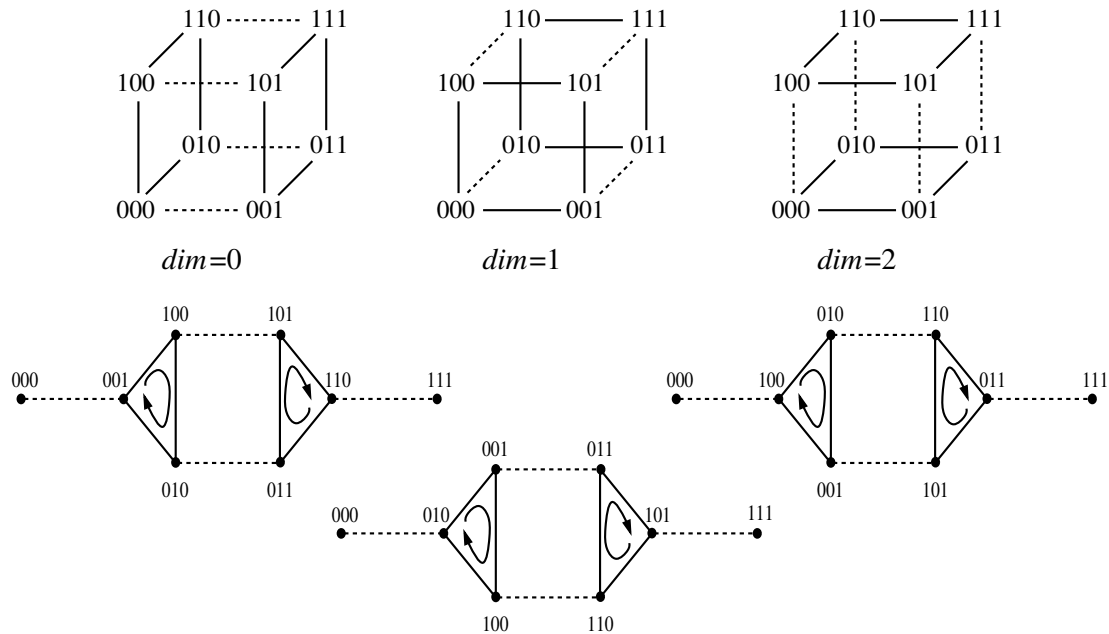 110 111 110 111 110 111
100 101 100 101 100 101
010 011 010 011 010 011
000 001 000 001 000 001
dim=0 dim=1 dim=2
100 101 010 110
000 001 110 111 000 100 011 111
010 011 001 011 001 101
000 010 101 111
100 110